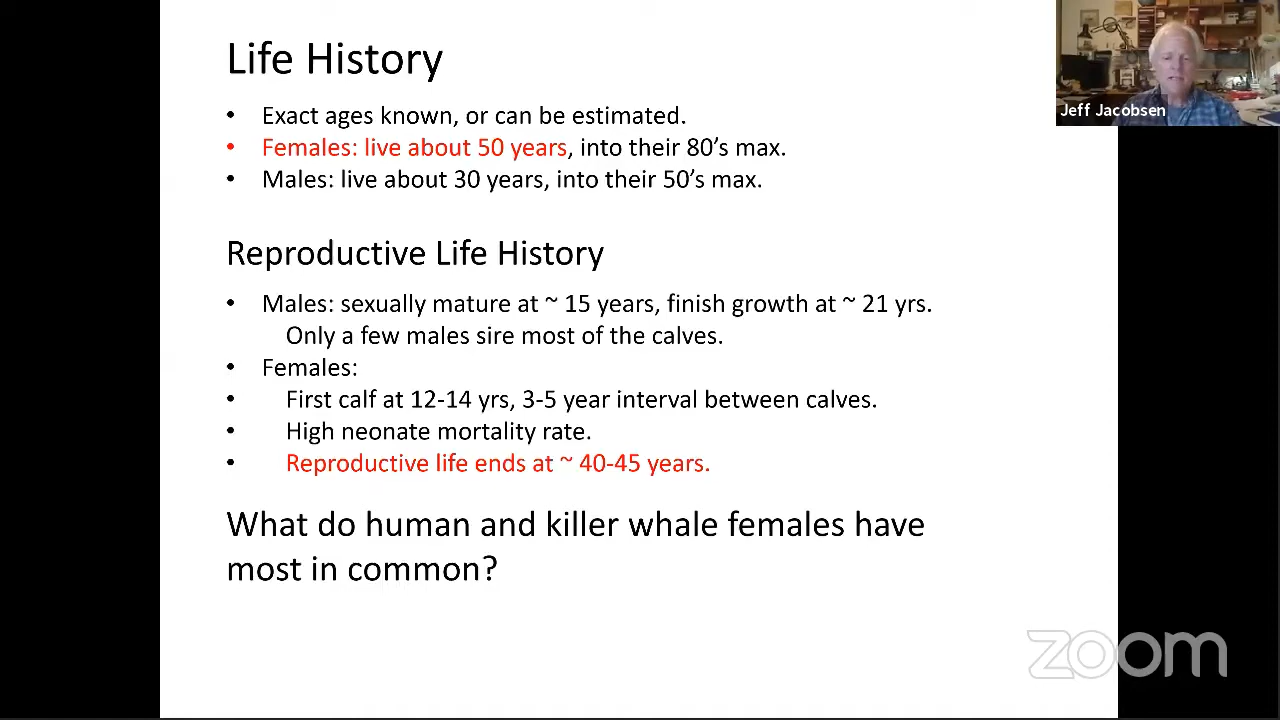 Life History
• Exact ages known, or can be estimated.
• Females: live about 50 years, into their 80's max.
• Males: live about 30 years, into their 50's max.
Reproductive Life History
• Males: sexually mature at ~ 15 years, finish growth at ~ 21 yrs.
Only a few males sire most of the calves.
• Females:
• First calf at 12-14 yrs, 3-5 year interval between calves.
• High neonate mortality rate.
• Reproductive life ends at ~ 40-45 years.
What do human and killer whale females have
most in common?
Jeff Jacobsen
zoom